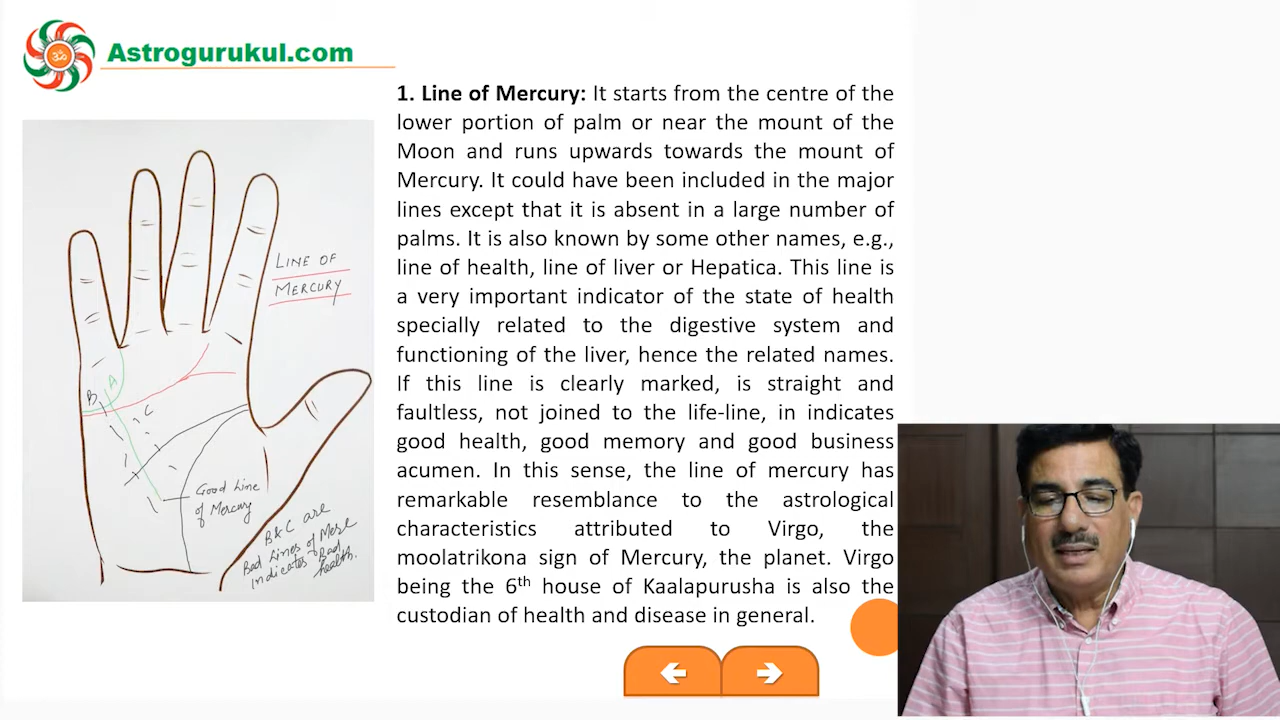 Astrogurukul.com
1. Line of Mercury: It starts from the centre of the
lower portion of palm or near the mount of the
Moon and runs upwards towards the mount of
Mercury. It could have been included in the major
lines except that it is absent in a large number of
palms. It is also known by some other names, e.g.,
line of health, line of liver or Hepatica. This line is
a very important indicator of the state of health
specially related to the digestive system and
functioning of the liver, hence the related names.
If this line is clearly marked, is straight and
faultless, not joined to the life-line, in indicates
good health, good memory and good business
acumen. In this sense, the line of mercury has
remarkable resemblance to the astrological
characteristics attributed to Virgo, the
moolatrikona sign of Mercury, the planet. Virgo
being the 6th house of Kaalapurusha is also the
custodian of health and disease in general.
LINE OF
MERCURY
A
B
C
Good Line
of Mercury
B & C are
Bad Lines of
indicates Bad
health.
ॐ